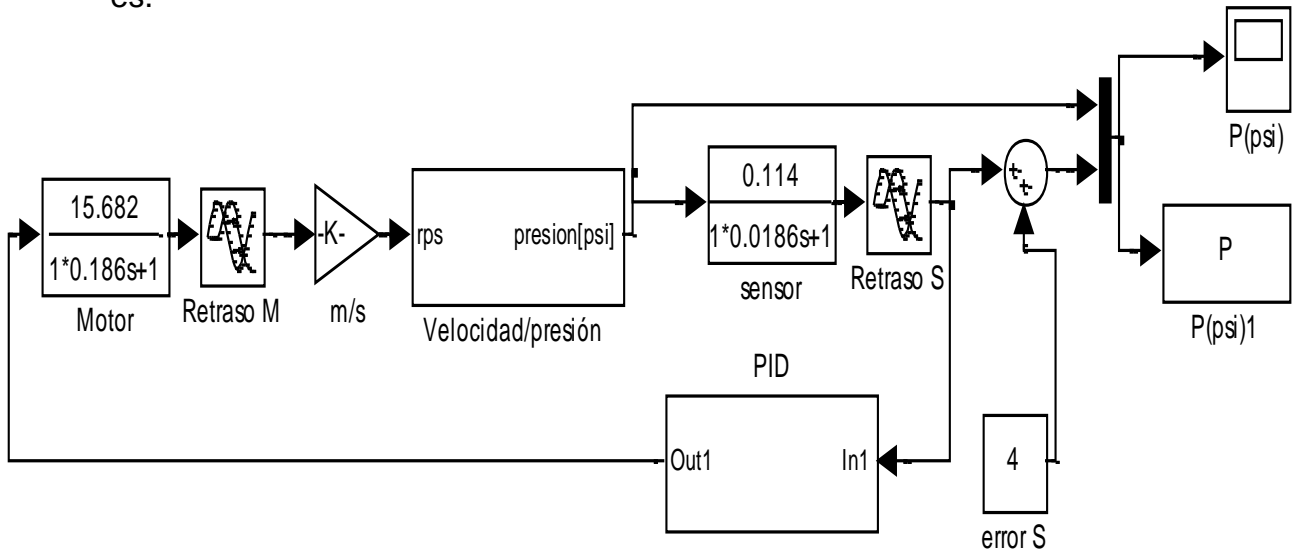 es:
15.682
1*0.186s+1
Motor
Retraso M
-K-
m/s
rps
presion[psi]
Velocidad/presión
0.114
1*0.0186s+1
sensor
Retraso S
P(psi)
P
P(psi)1
PID
Out1
In1
4
error S